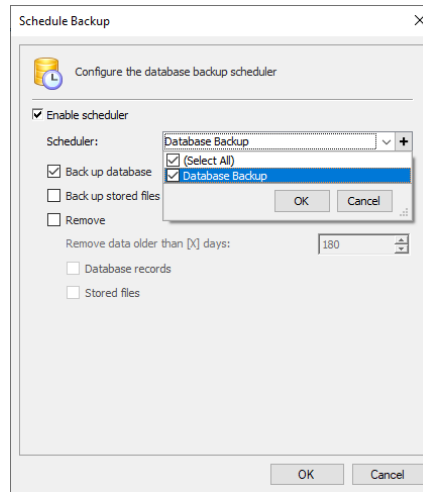 Schedule Backup
Configure the database backup scheduler
Enable scheduler
Scheduler:
Database Backup
(Select All)
Database Backup
OK
Cancel
Back up database
Back up stored files
Remove
Remove data older than [X] days:
180
Database records
Stored files
OK
Cancel